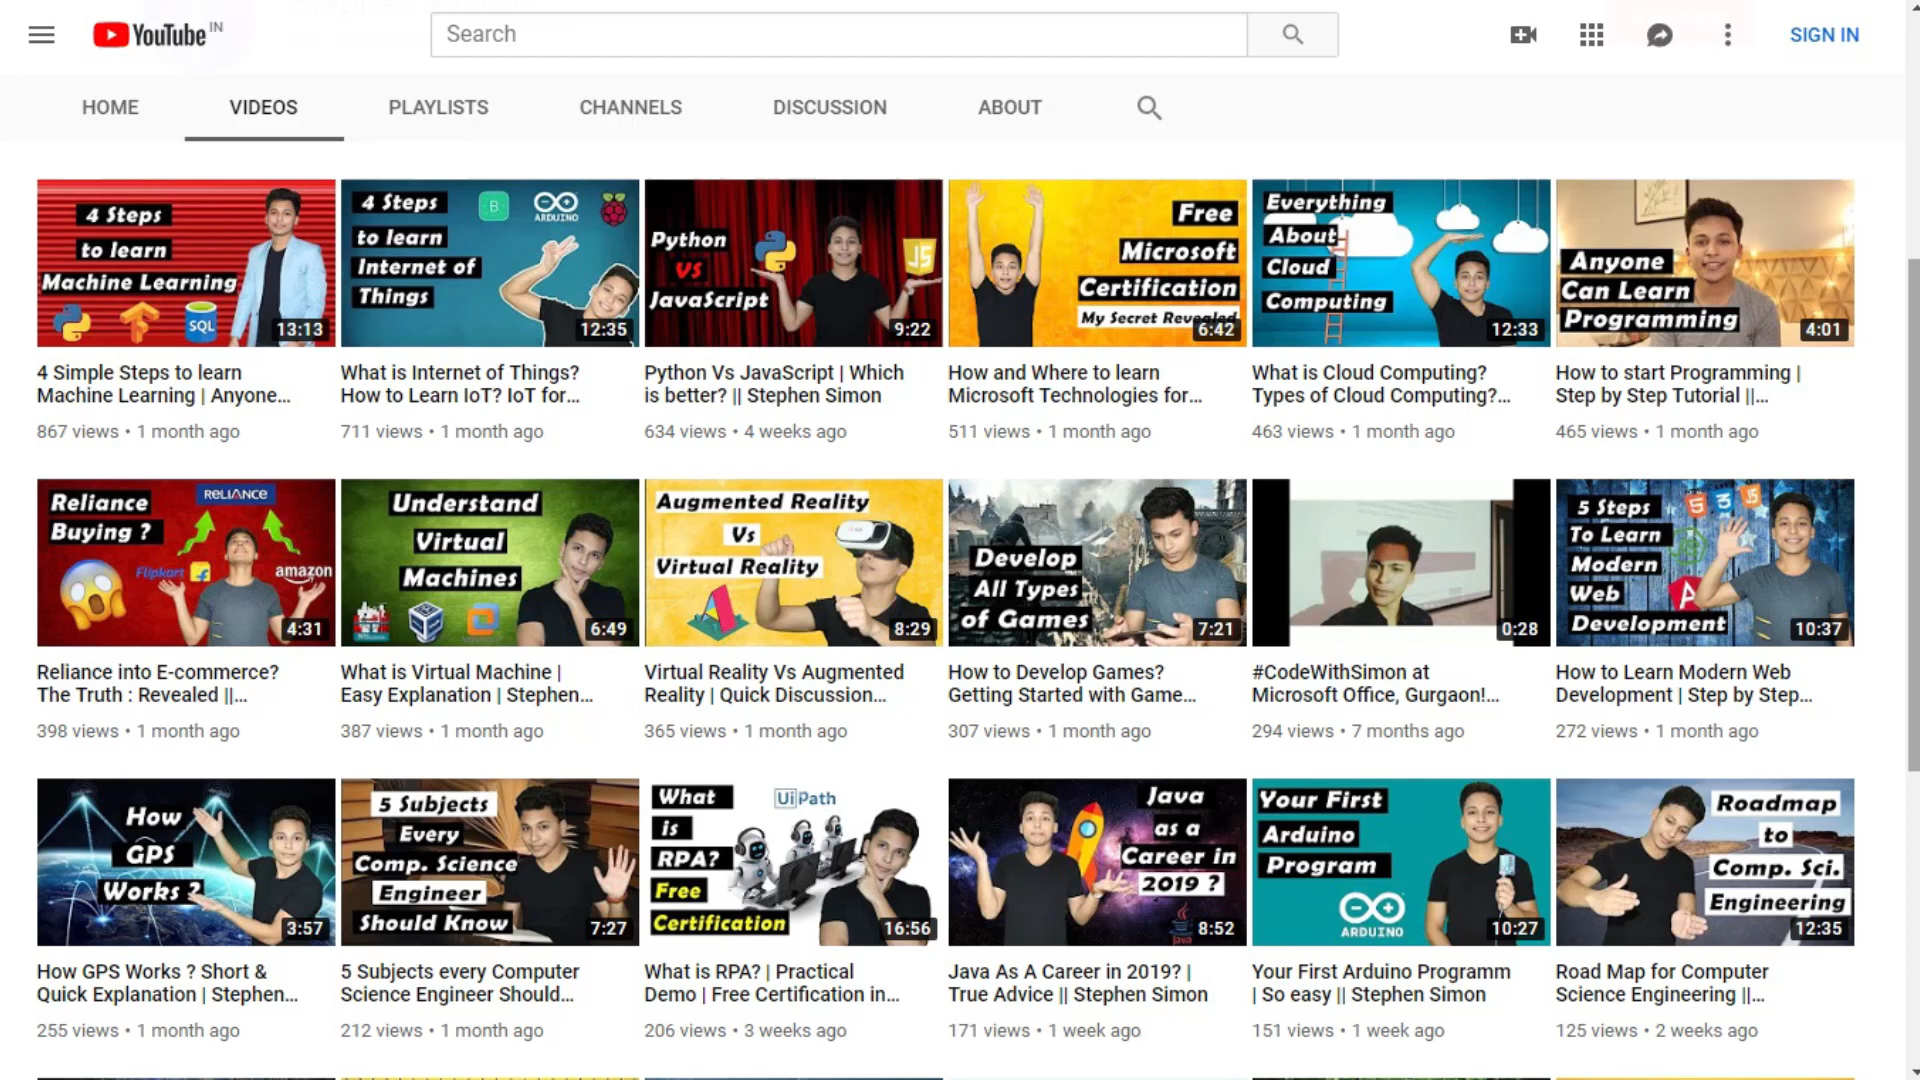 YouTube IN
Search
SIGN IN
HOME
VIDEOS
PLAYLISTS
CHANNELS
DISCUSSION
ABOUT
4 Steps
to learn
Machine Learning
SQL
13:13
4 Steps
to learn
Internet of
Things
B
ARDUINO
12:35
Python
VS
JavaScript
JS
9:22
Free
Microsoft
Certification
My Secret Revealed
6:42
Everything
About
Cloud
Computing
12:33
Anyone
Can Learn
Programming
4:01
4 Simple Steps to learn
Machine Learning | Anyone...
867 views • 1 month ago
What is Internet of Things?
How to Learn IoT? IoT for...
711 views • 1 month ago
Python Vs JavaScript | Which
is better? || Stephen Simon
634 views • 4 weeks ago
How and Where to learn
Microsoft Technologies for...
511 views • 1 month ago
What is Cloud Computing?
Types of Cloud Computing?...
463 views • 1 month ago
How to start Programming |
Step by Step Tutorial ||...
465 views • 1 month ago
Reliance
Buying ?
RELIANCE
Flipkart
amazon
4:31
Understand
Virtual
Machines
6:49
Augmented Reality
Vs
Virtual Reality
8:29
Develop
All Types
of Games
7:21
0:28
5 Steps
To Learn
Modern
Web
Development
5
3
JS
A
10:37
Reliance into E-commerce?
The Truth : Revealed ||...
398 views • 1 month ago
What is Virtual Machine |
Easy Explanation | Stephen...
387 views • 1 month ago
Virtual Reality Vs Augmented
Reality | Quick Discussion...
365 views • 1 month ago
How to Develop Games?
Getting Started with Game...
307 views • 1 month ago
#CodeWithSimon at
Microsoft Office, Gurgaon!...
294 views • 7 months ago
How to Learn Modern Web
Development | Step by Step...
272 views • 1 month ago
How
GPS
Works ?
3:57
5 Subjects
Every
Comp. Science
Engineer
Should Know
7:27
What
is
RPA?
Free
Certification
UiPath
16:56
Java
as a
Career in
2019 ?
Java
8:52
Your First
Arduino
Program
ARDUINO
10:27
Roadmap
to
Comp. Sci.
Engineering
12:35
How GPS Works ? Short &
Quick Explanation | Stephen...
255 views • 1 month ago
5 Subjects every Computer
Science Engineer Should...
212 views • 1 month ago
What is RPA? | Practical
Demo | Free Certification in...
206 views • 3 weeks ago
Java As A Career in 2019? |
True Advice || Stephen Simon
171 views • 1 week ago
Your First Arduino Programm
| So easy || Stephen Simon
151 views • 1 week ago
Road Map for Computer
Science Engineering ||...
125 views • 2 weeks ago